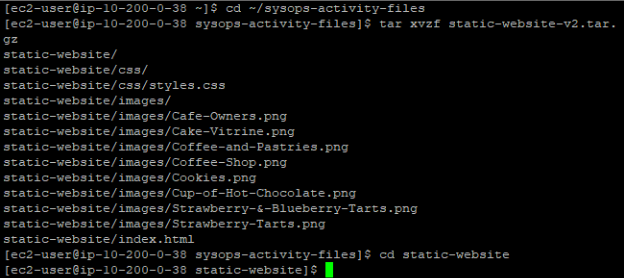 [ec2-user@ip-10-200-0-38 ~]$ cd ~/sysops-activity-files
[ec2-user@ip-10-200-0-38 sysops-activity-files]$ tar xvzf static-website-v2.tar.
gz
static-website/
static-website/css/
static-website/css/styles.css
static-website/images/
static-website/images/Cafe-Owners.png
static-website/images/Cake-Vitrine.png
static-website/images/Coffee-and-Pastries.png
static-website/images/Coffee-Shop.png
static-website/images/Cookies.png
static-website/images/Cup-of-Hot-Chocolate.png
static-website/images/Strawberry-&-Blueberry-Tarts.png
static-website/images/Strawberry-Tarts.png
static-website/index.html
[ec2-user@ip-10-200-0-38 sysops-activity-files]$ cd static-website
[ec2-user@ip-10-200-0-38 static-website]$